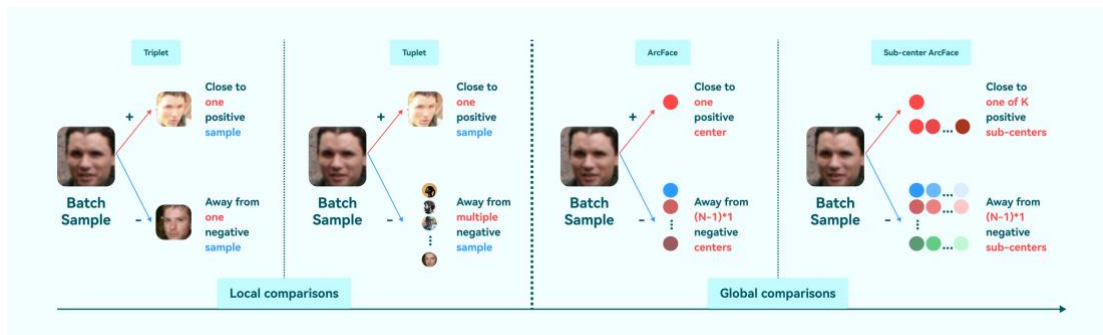 Triplet
Close to
one
positive
sample
+
Batch
Sample
-
Away from
one
negative
sample
Tuplet
Close to
one
positive
sample
+
Batch
Sample
-
Away from
multiple
negative
sample
Local comparisons
ArcFace
Close to
one
positive
center
+
Batch
Sample
-
Away from
(N-1)*1
negative
centers
Sub-center ArcFace
Close to
one of K
positive
sub-centers
+
...
Batch
Sample
-
...
...
...
Away from
(N-1)*1
negative
sub-centers
Global comparisons